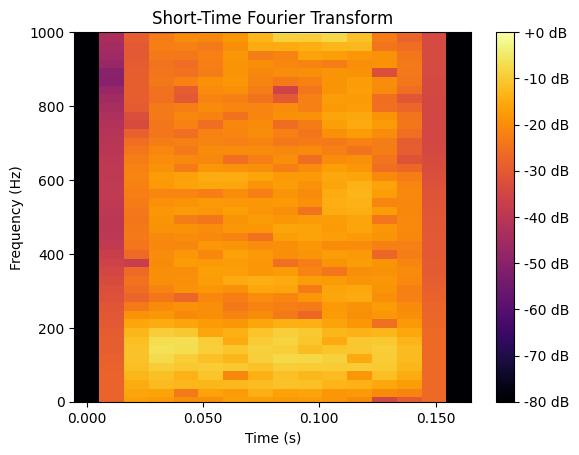 Short-Time Fourier Transform
1000
800
600
400
200
0
Frequency (Hz)
0.000
0.050
0.100
0.150
Time (s)
+0 dB
-10 dB
-20 dB
-30 dB
-40 dB
-50 dB
-60 dB
-70 dB
-80 dB